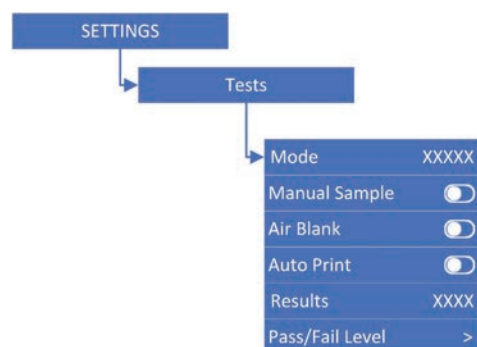 SETTINGS
Tests
Mode XXXXX
Manual Sample
Air Blank
Auto Print
Results XXXX
Pass/Fail Level >